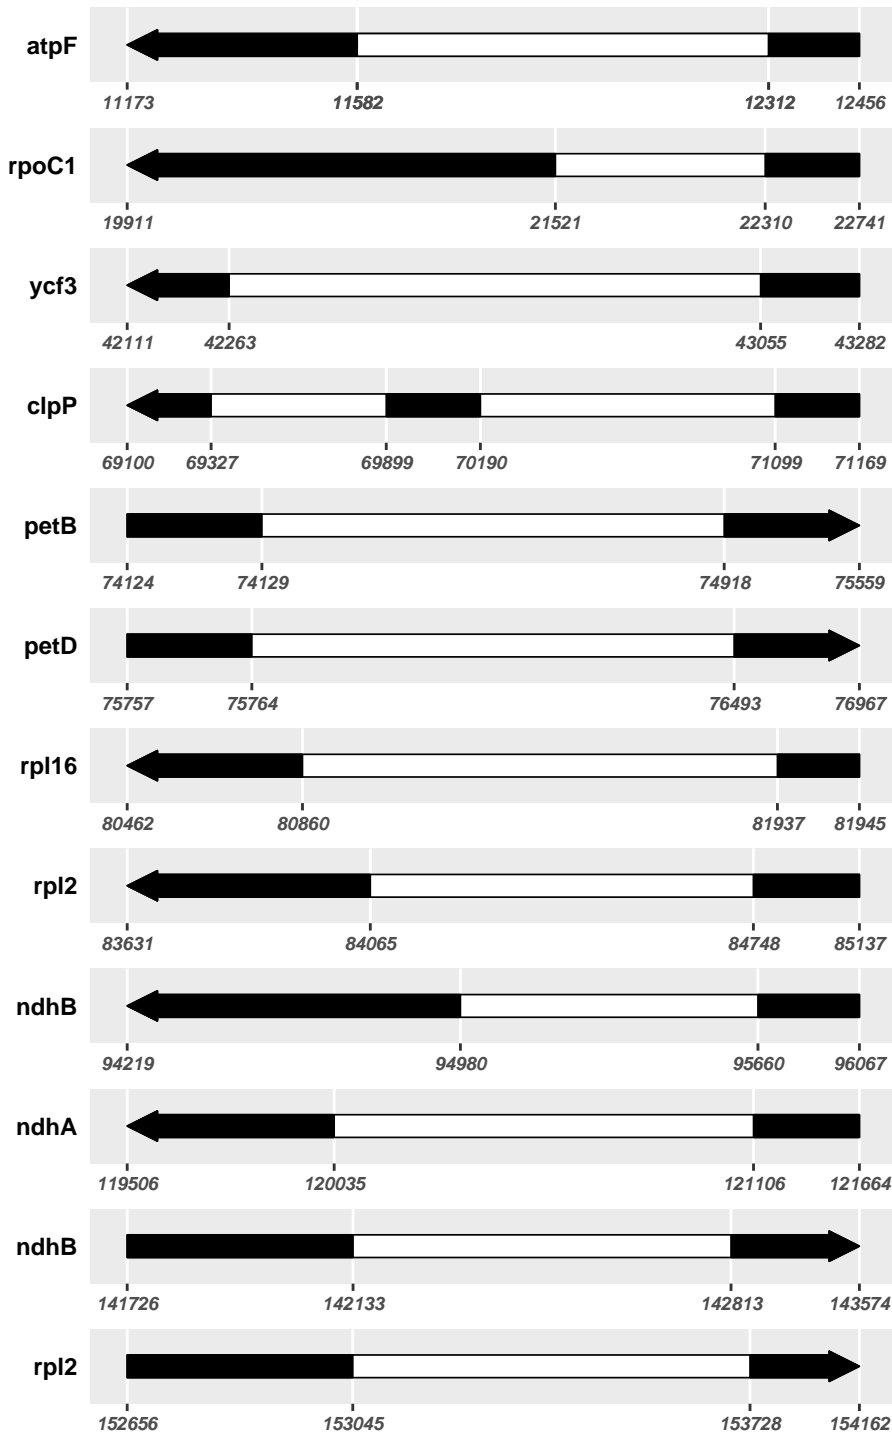 atpF
11173 11582 12312 12456
rpoC1
19911 21521 22310 22741
ycf3
42111 42263 43055 43282
clpP
69100 69327 69899 70190 71099 71169
petB
74124 74129 74918 75559
petD
75757 75764 76493 76967
rpl16
80462 80860 81937 81945
rpl2
83631 84065 84748 85137
ndhB
94219 94980 95660 96067
ndhA
119506 120035 121106 121664
ndhB
141726 142133 142813 143574
rpl2
152656 153045 153728 154162